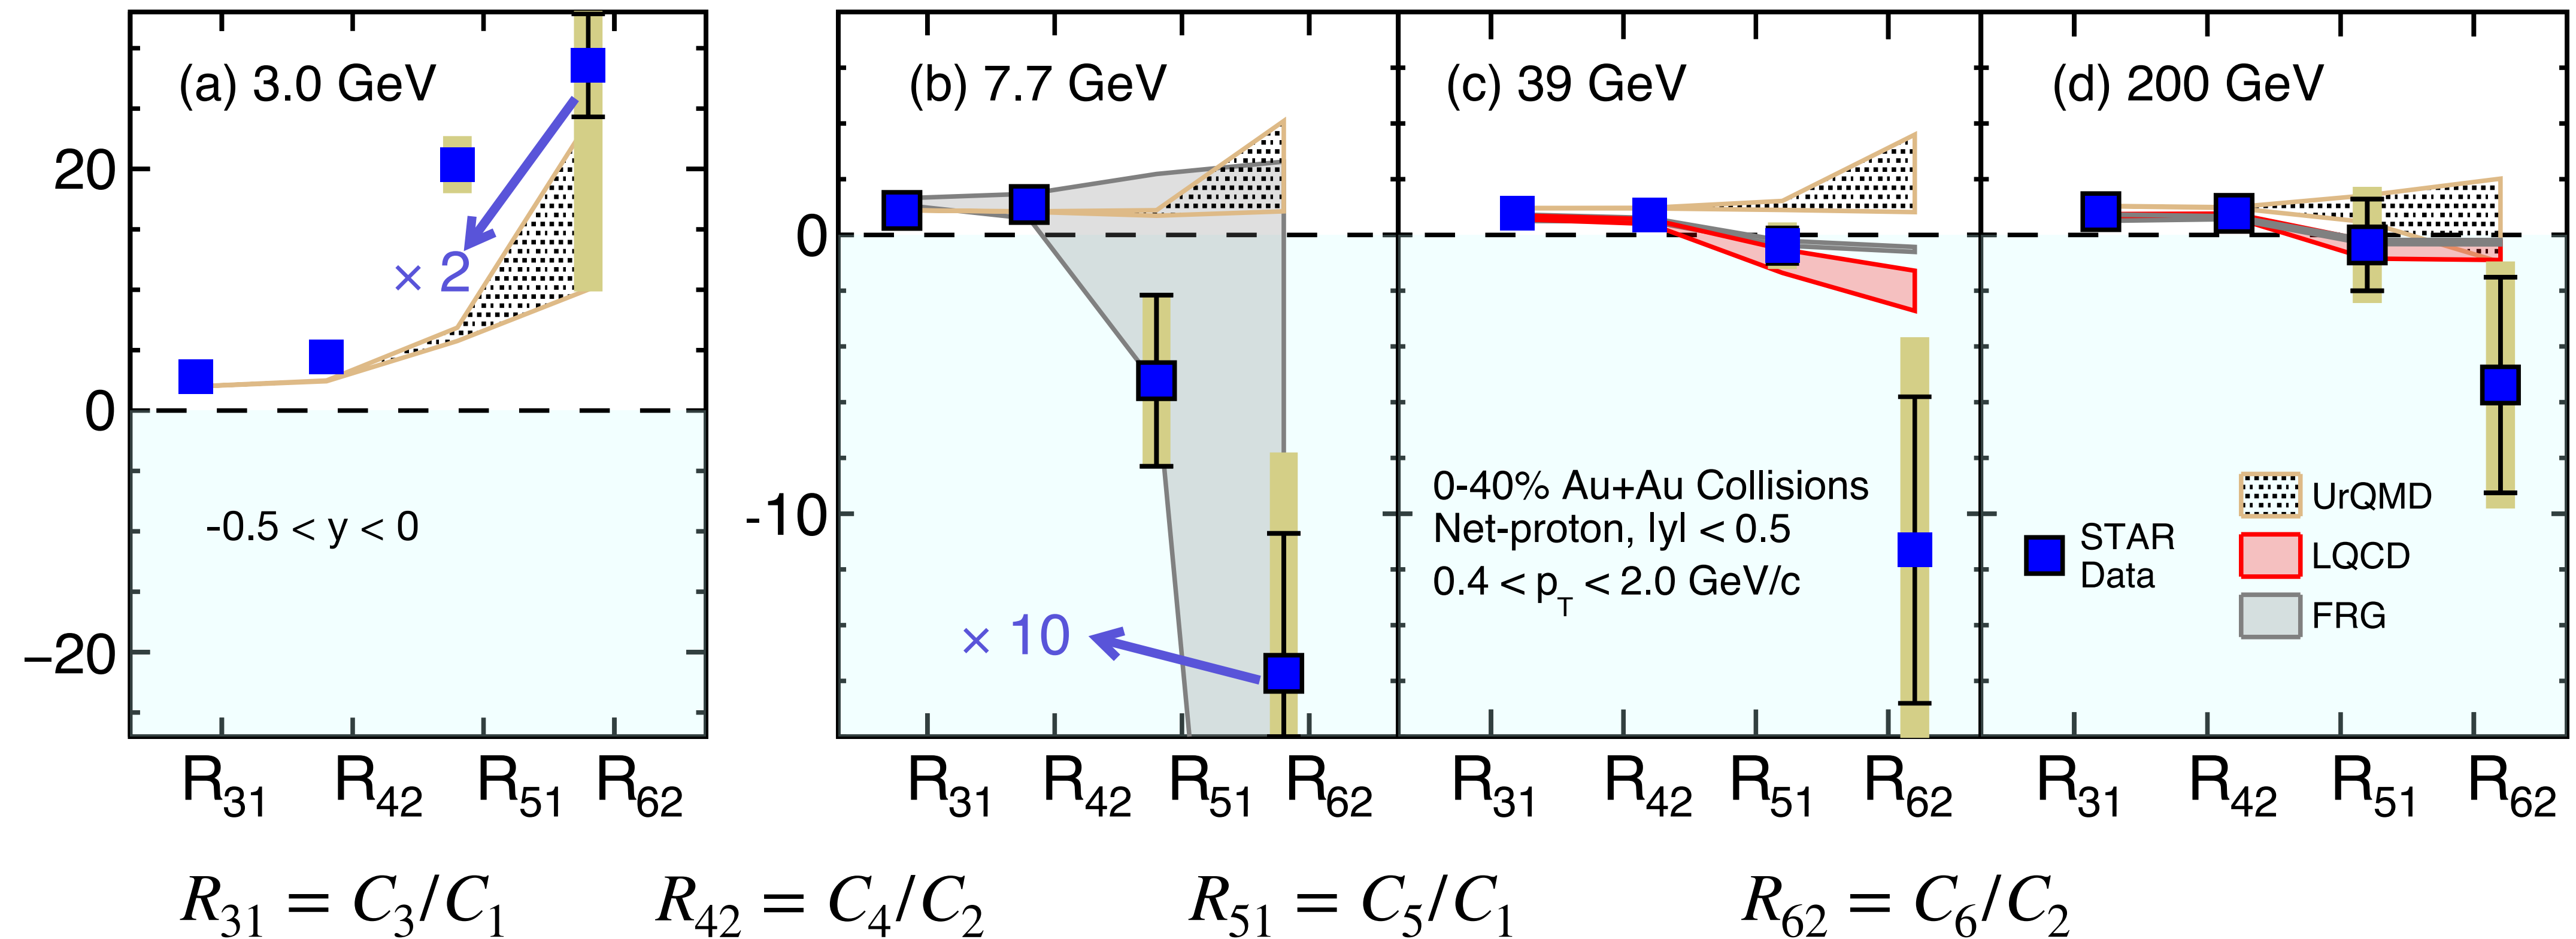 (a) 3.0 GeV
(b) 7.7 GeV
(c) 39 GeV
(d) 200 GeV
20
0
−20
0
-10
× 2
-0.5 < y < 0
× 10
0-40% Au+Au Collisions
Net-proton, |y| < 0.5
0.4 < p_T < 2.0 GeV/c
STAR
Data
UrQMD
LQCD
FRG
R31 R42 R51 R62
R31 R42 R51 R62
R31 R42 R51 R62
R31 R42 R51 R62
R31 = C3/C1 R42 = C4/C2 R51 = C5/C1 R62 = C6/C2